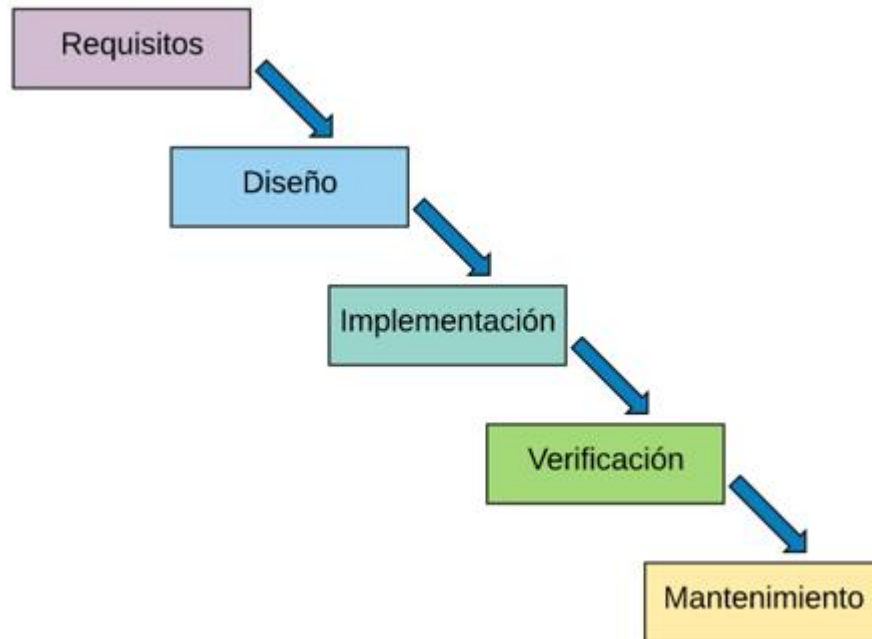 Requisitos
Diseño
Implementación
Verificación
Mantenimiento